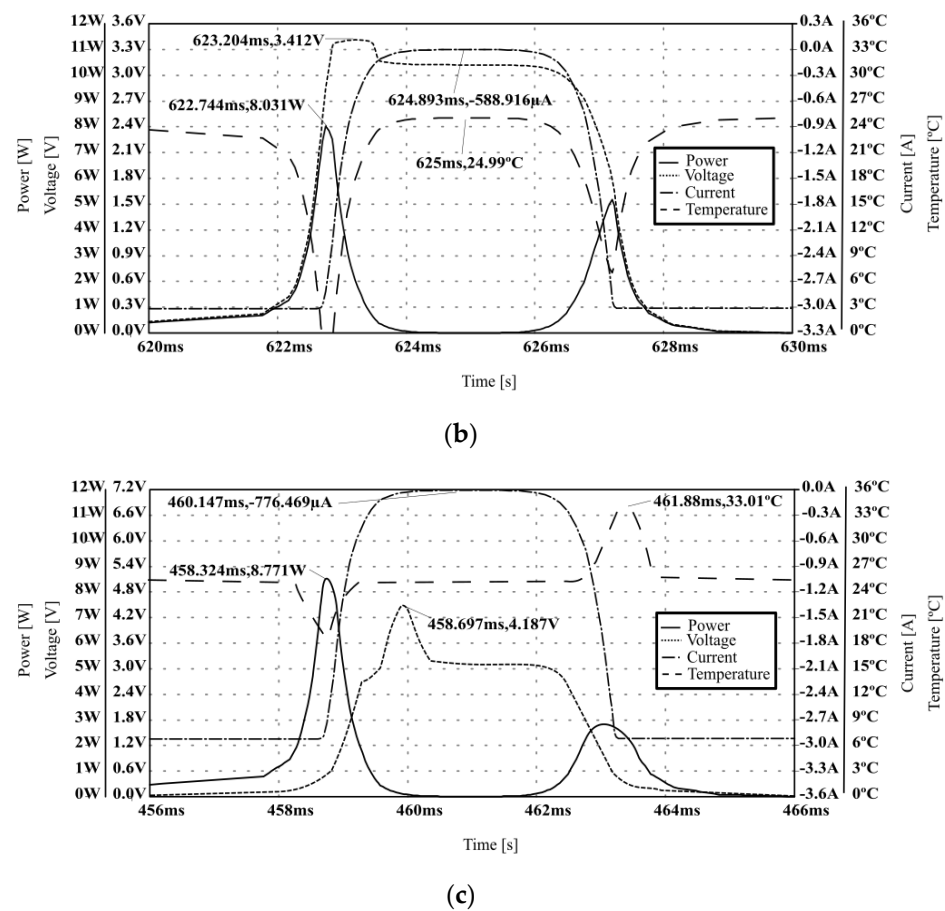 12W 3.6V
11W 3.3V
10W 3.0V
9W 2.7V
8W 2.4V
7W 2.1V
6W 1.8V
5W 1.5V
4W 1.2V
3W 0.9V
2W 0.6V
1W 0.3V
0W 0.0V
Power [W]
Voltage [V]
623.204ms,3.412V
622.744ms,8.031W
624.893ms,-588.916µA
625ms,24.99ºC
Power
Voltage
Current
Temperature
0.3A 36ºC
0.0A 33ºC
-0.3A 30ºC
-0.6A 27ºC
-0.9A 24ºC
-1.2A 21ºC
-1.5A 18ºC
-1.8A 15ºC
-2.1A 12ºC
-2.4A 9ºC
-2.7A 6ºC
-3.0A 3ºC
-3.3A 0ºC
Current [A]
Temperature [ºC]
620ms 622ms 624ms 626ms 628ms 630ms
Time [s]
(b)
12W 7.2V
11W 6.6V
10W 6.0V
9W 5.4V
8W 4.8V
7W 4.2V
6W 3.6V
5W 3.0V
4W 2.4V
3W 1.8V
2W 1.2V
1W 0.6V
0W 0.0V
Power [W]
Voltage [V]
460.147ms,-776.469µA
461.88ms,33.01ºC
458.324ms,8.771W
458.697ms,4.187V
Power
Voltage
Current
Temperature
0.0A 36ºC
-0.3A 33ºC
-0.6A 30ºC
-0.9A 27ºC
-1.2A 24ºC
-1.5A 21ºC
-1.8A 18ºC
-2.1A 15ºC
-2.4A 12ºC
-2.7A 9ºC
-3.0A 6ºC
-3.3A 3ºC
-3.6A 0ºC
Current [A]
Temperature [ºC]
456ms 458ms 460ms 462ms 464ms 466ms
Time [s]
(c)